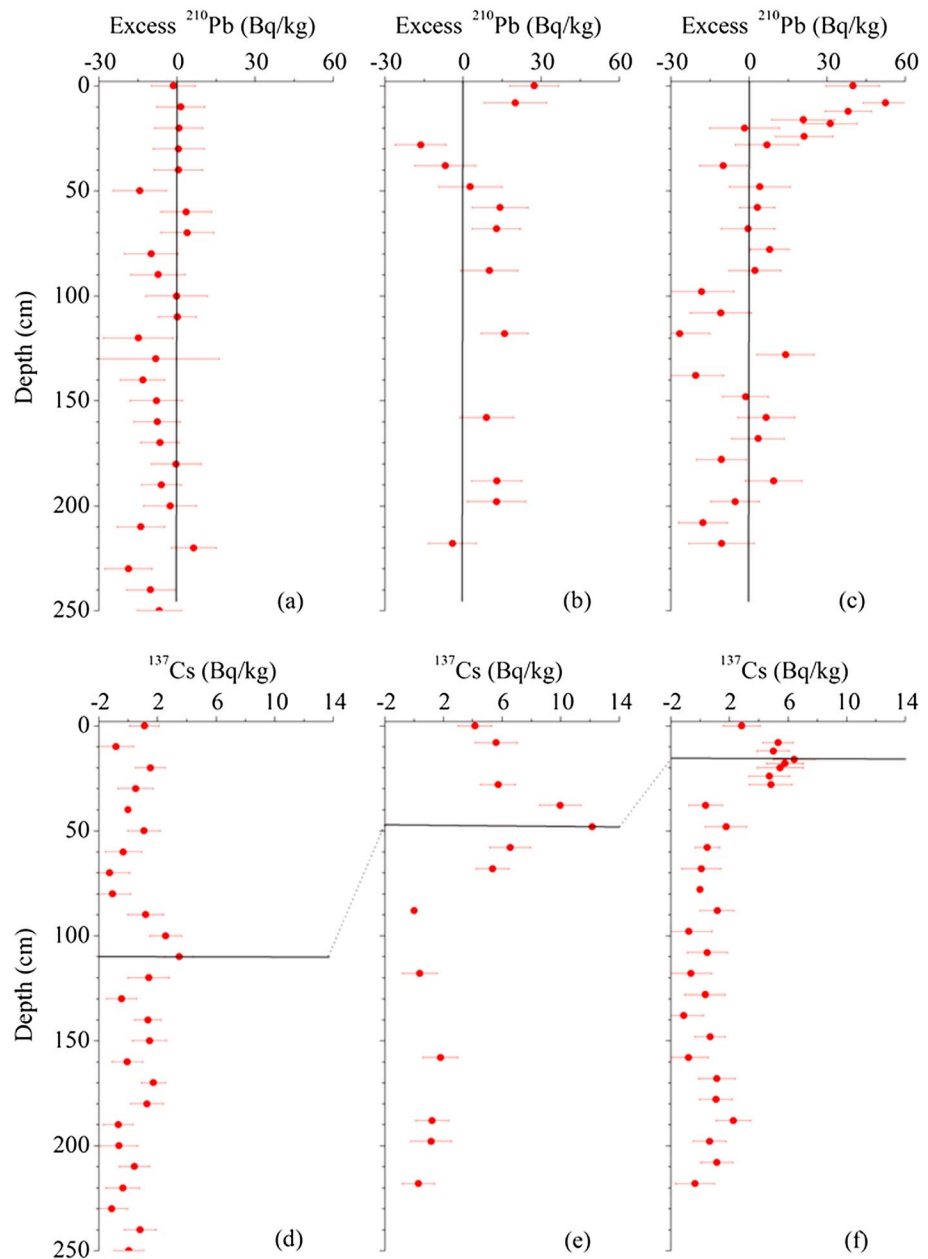 Excess ²¹⁰Pb (Bq/kg) Excess ²¹⁰Pb (Bq/kg) Excess ²¹⁰Pb (Bq/kg)
-30 0 30 60 -30 0 30 60 -30 0 30 60
0
50
100
150
200
250
Depth (cm)
(a) (b) (c)
¹³⁷Cs (Bq/kg) ¹³⁷Cs (Bq/kg) ¹³⁷Cs (Bq/kg)
-2 2 6 10 14 -2 2 6 10 14 -2 2 6 10 14
0
50
100
150
200
250
Depth (cm)
(d) (e) (f)